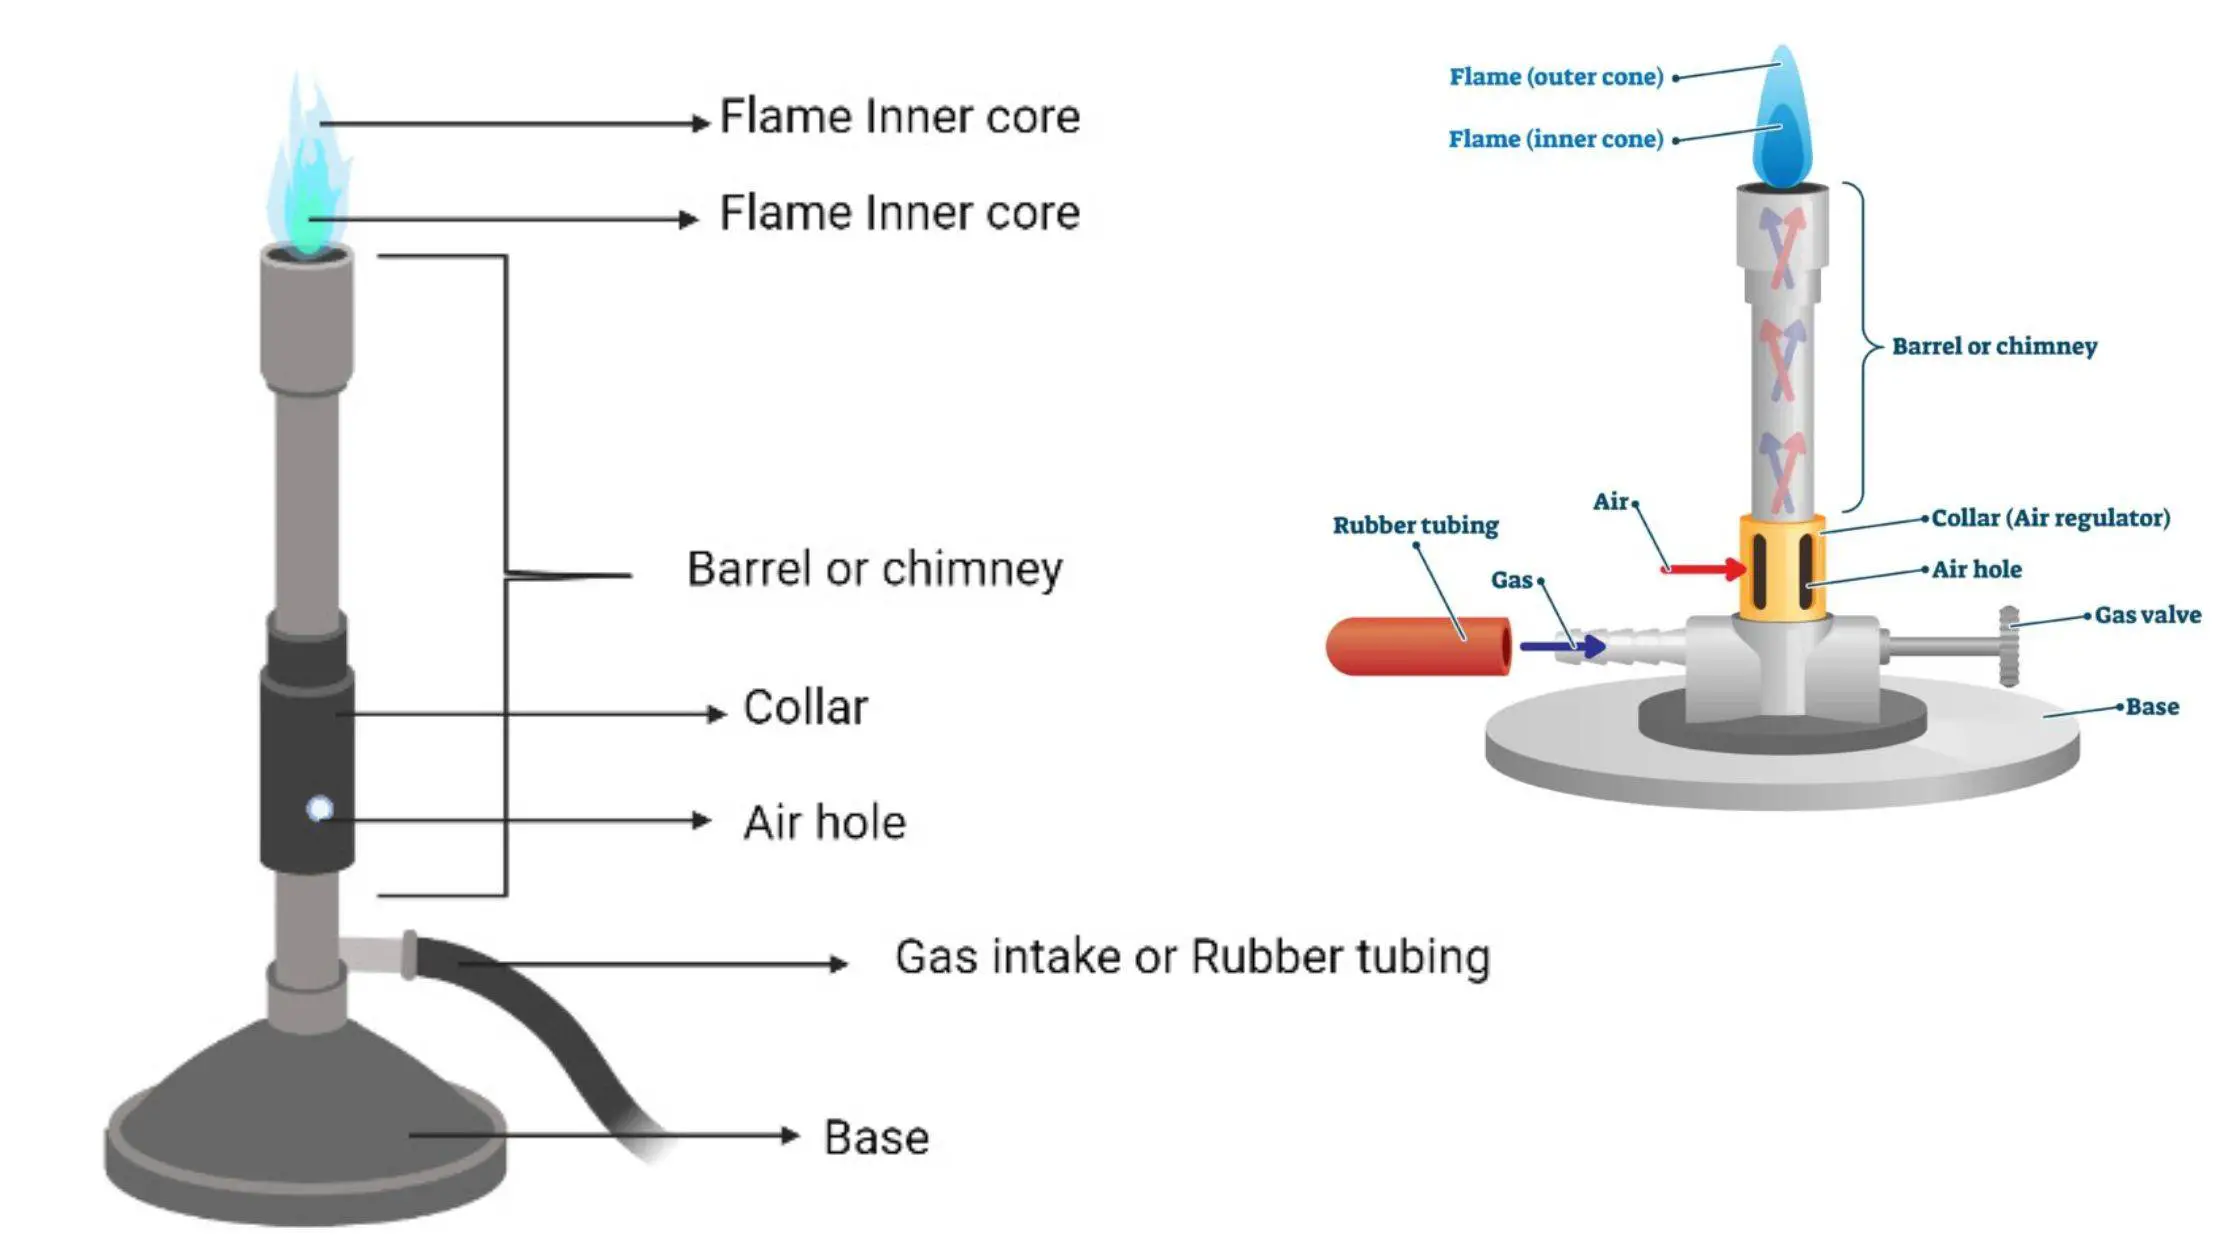 Flame Inner core
Flame Inner core
Barrel or chimney
Collar
Air hole
Gas intake or Rubber tubing
Base
Flame (outer cone)
Flame (inner cone)
Barrel or chimney
Air
Collar (Air regulator)
Rubber tubing
Air hole
Gas
Gas valve
Base